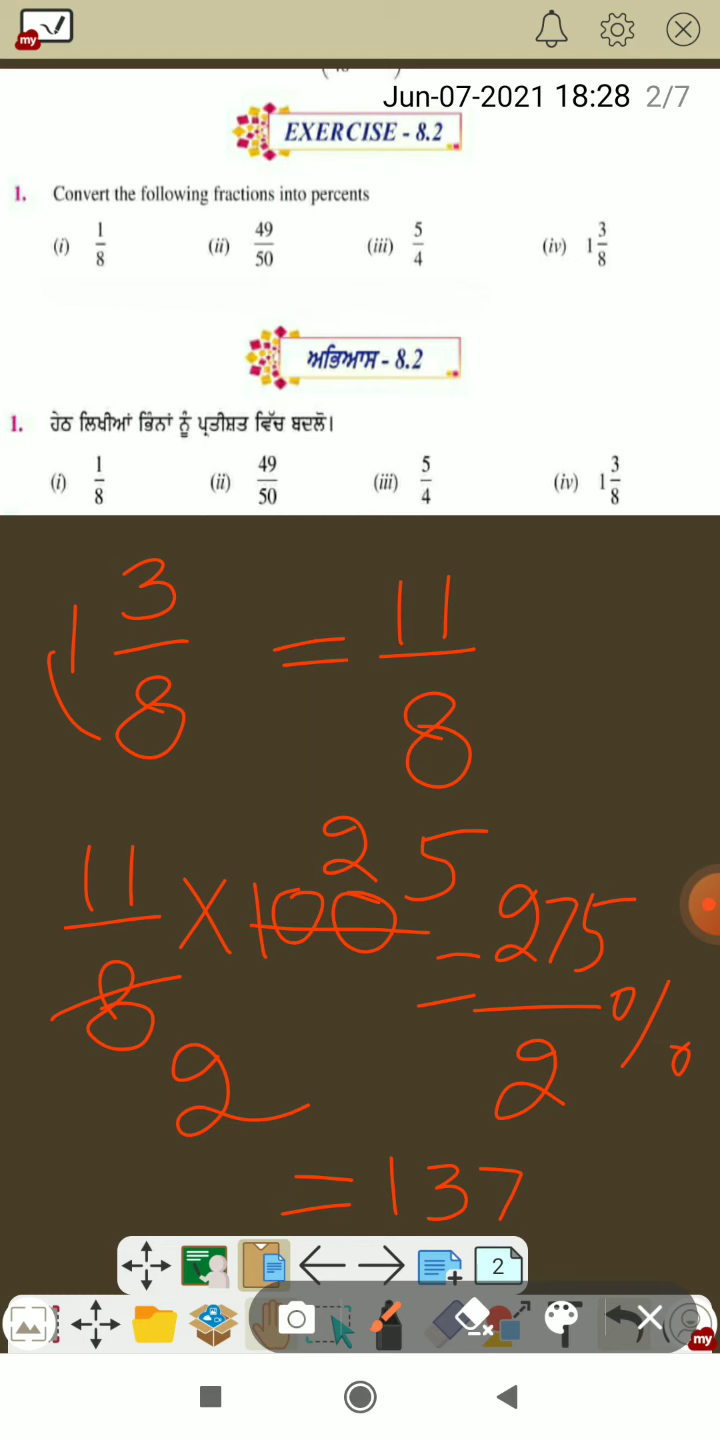 my
Jun-07-2021 18:28 2/7
EXERCISE - 8.2
1. Convert the following fractions into percents
(i) 1/8 (ii) 49/50 (iii) 5/4 (iv) 1 3/8
ਅਭਿਆਸ - 8.2
1. ਹੇਠ ਲਿਖੀਆਂ ਭਿੰਨਾਂ ਨੂੰ ਪ੍ਰਤੀਸ਼ਤ ਵਿੱਚ ਬਦਲੋ।
(i) 1/8 (ii) 49/50 (iii) 5/4 (iv) 1 3/8
1 3/8 = 11/8
25
11/8 × 100 = 275/2 %
2
= 137
2
my